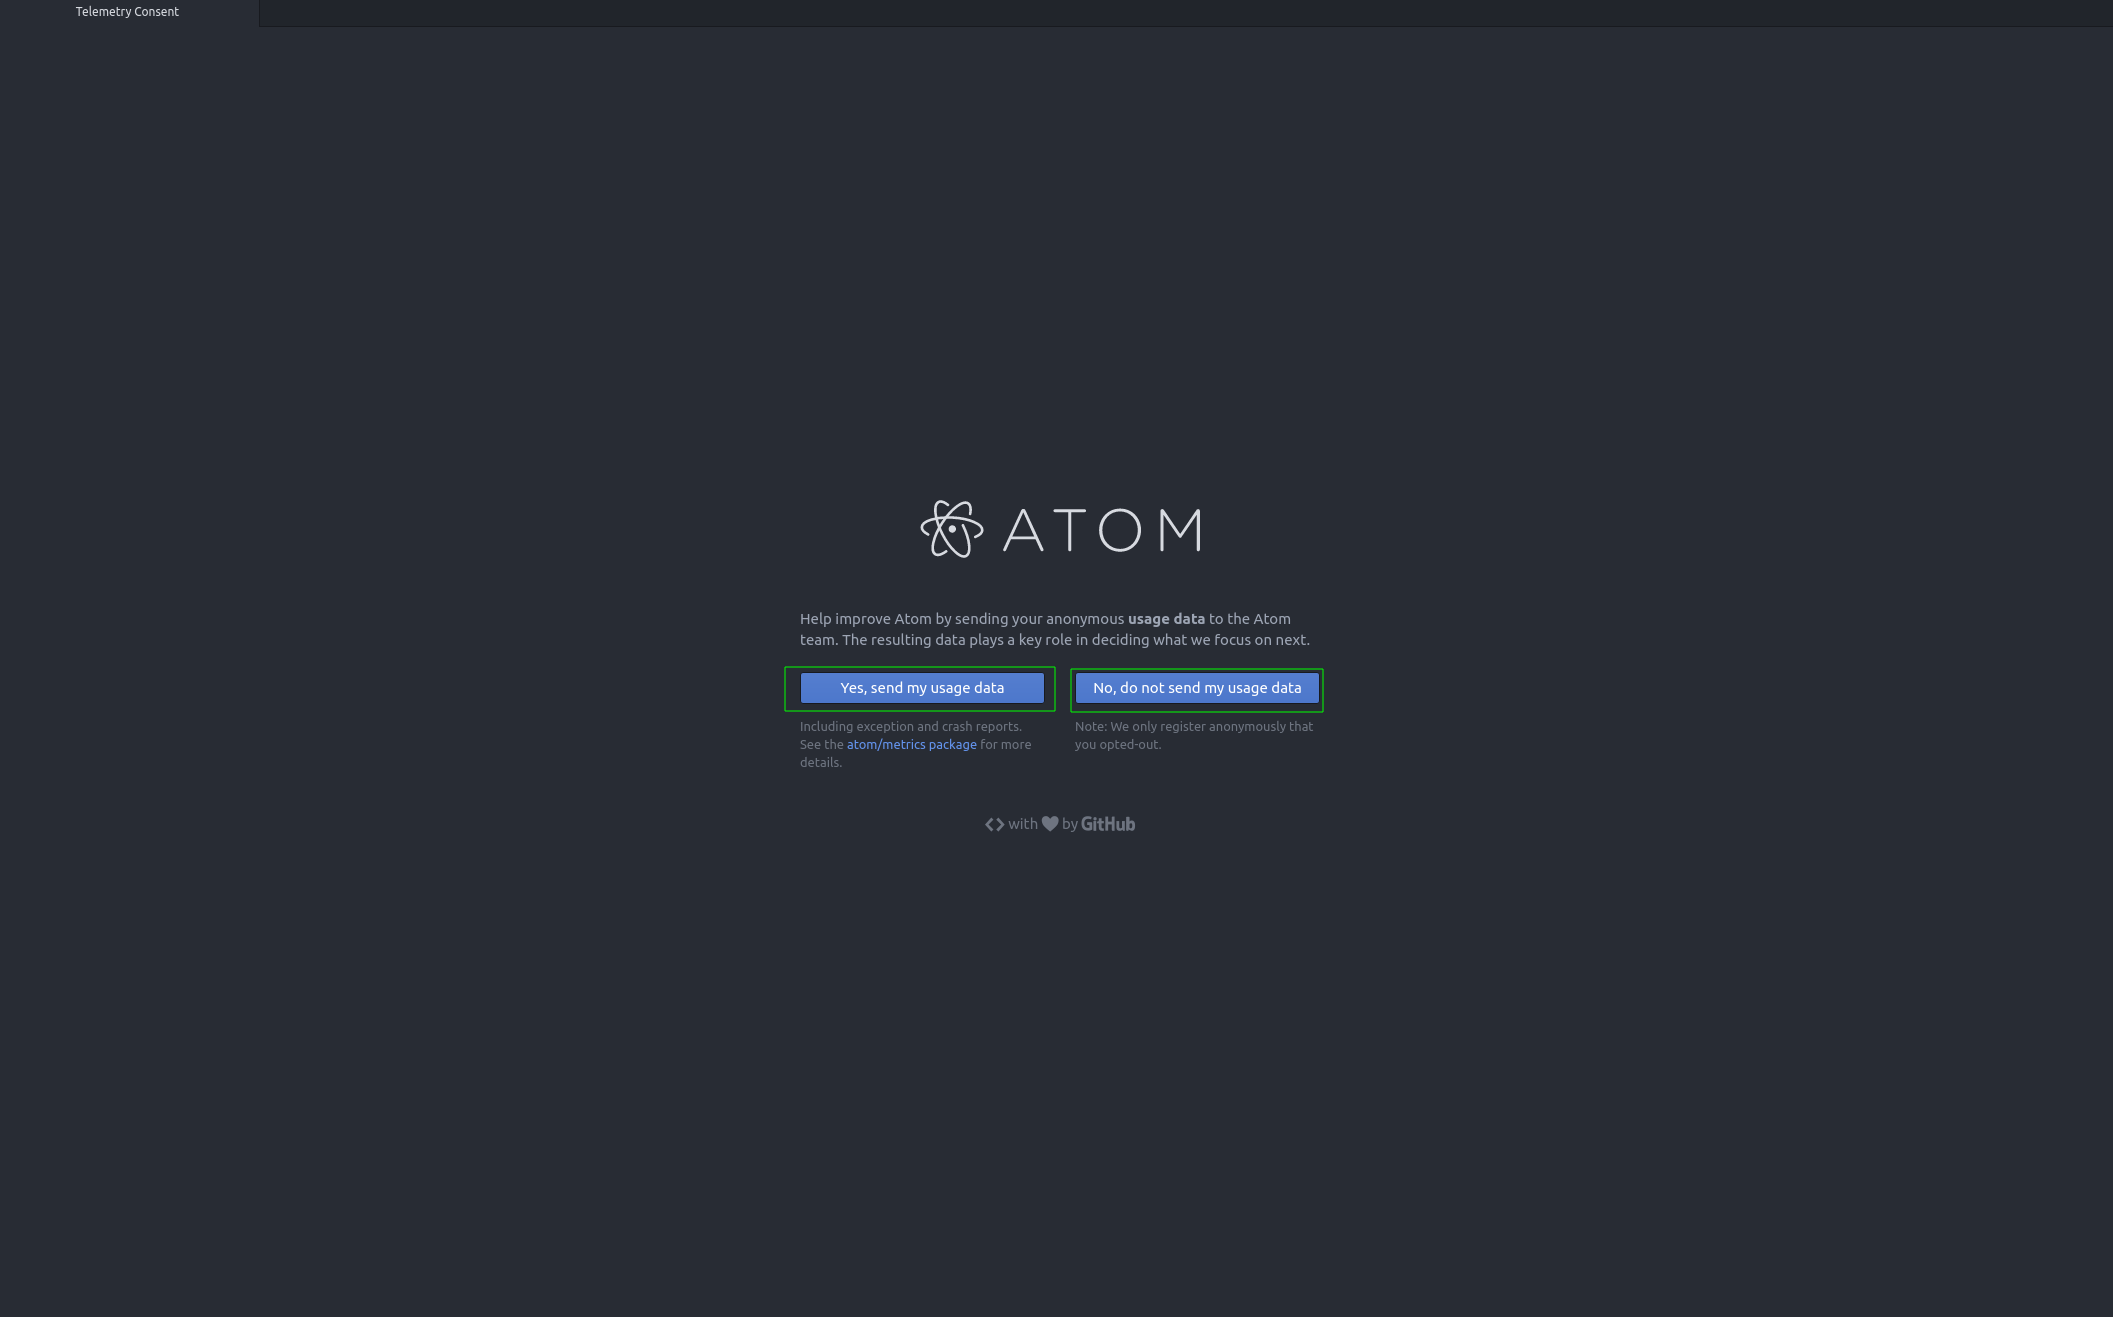 Telemetry Consent
ATOM
Help improve Atom by sending your anonymous usage data to the Atom
team. The resulting data plays a key role in deciding what we focus on next.
Yes, send my usage data
No, do not send my usage data
Including exception and crash reports.
See the atom/metrics package for more
details.
Note: We only register anonymously that
you opted-out.
<> with by GitHub